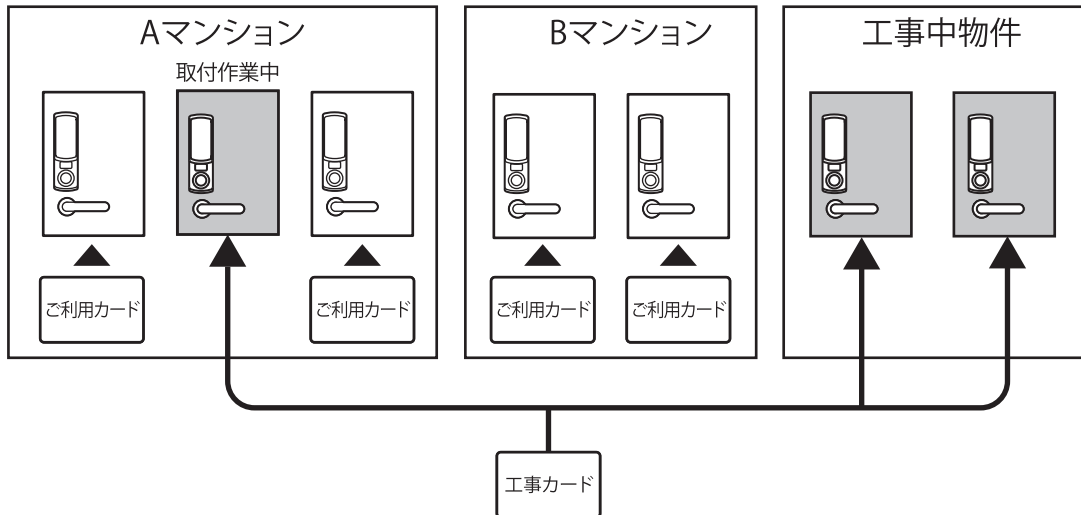 Aマンション
取付作業中
ご利用カード
ご利用カード
Bマンション
ご利用カード
ご利用カード
工事中物件
工事カード